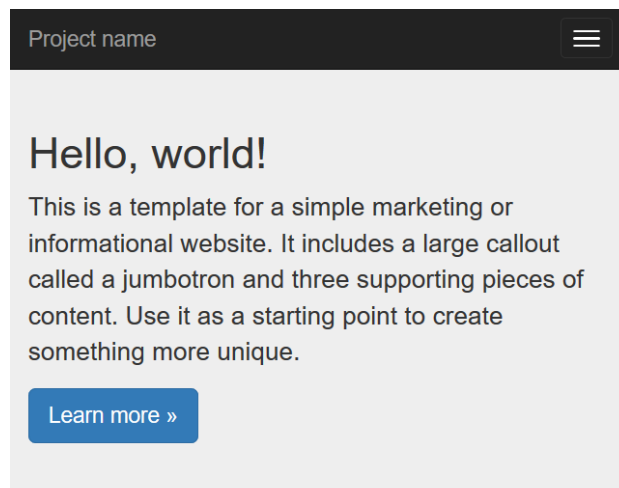 Project name
Hello, world!
This is a template for a simple marketing or
informational website. It includes a large callout
called a jumbotron and three supporting pieces of
content. Use it as a starting point to create
something more unique.
Learn more »